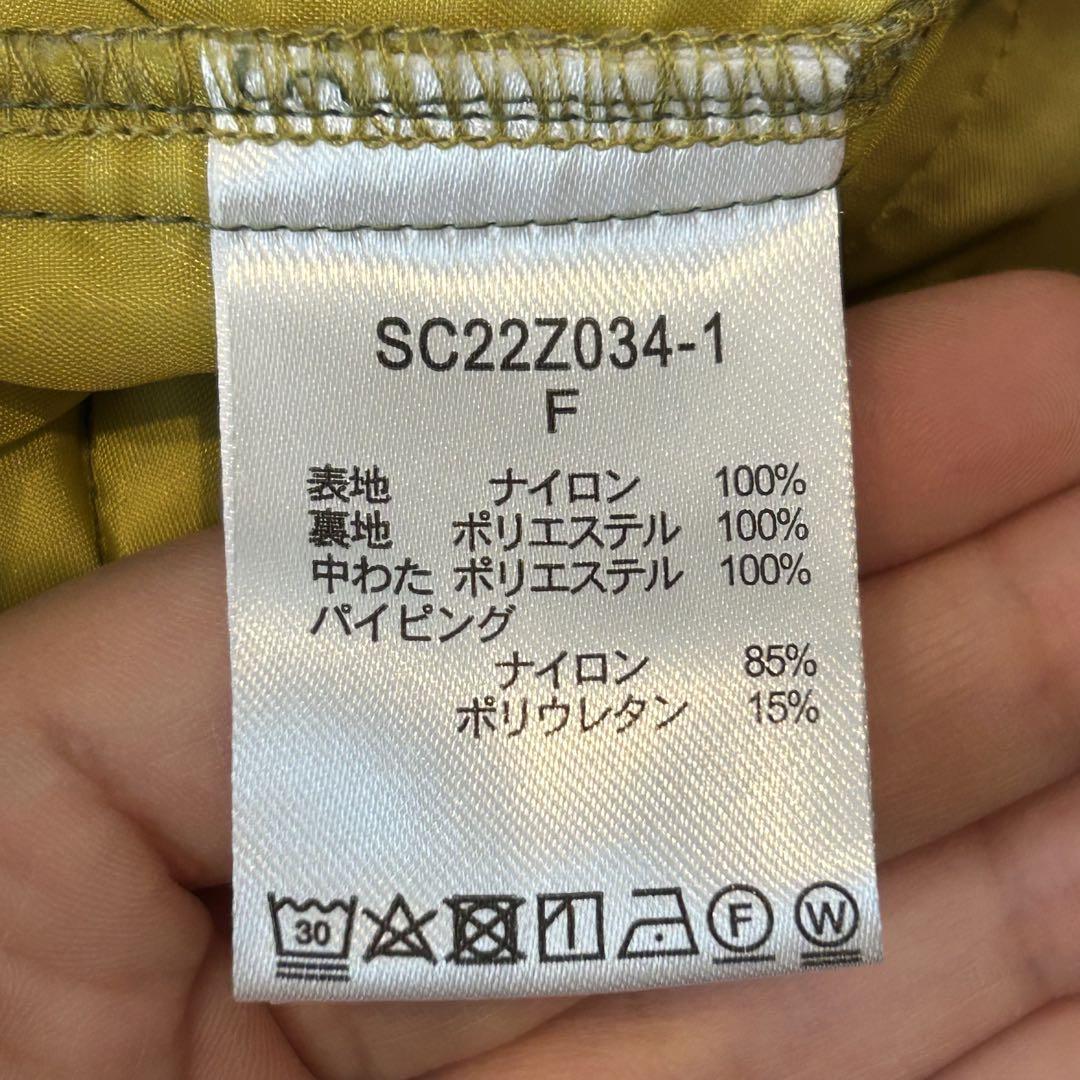 SC22Z034-1
F
表地 ナイロン 100%
裏地 ポリエステル 100%
中わた ポリエステル 100%
パイピング
ナイロン 85%
ポリウレタン 15%
30 F W